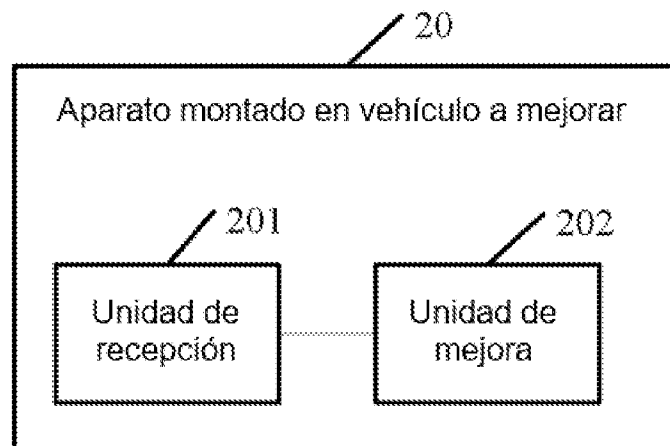 20
Aparato montado en vehículo a mejorar
201
202
Unidad de
recepción
Unidad de
mejora